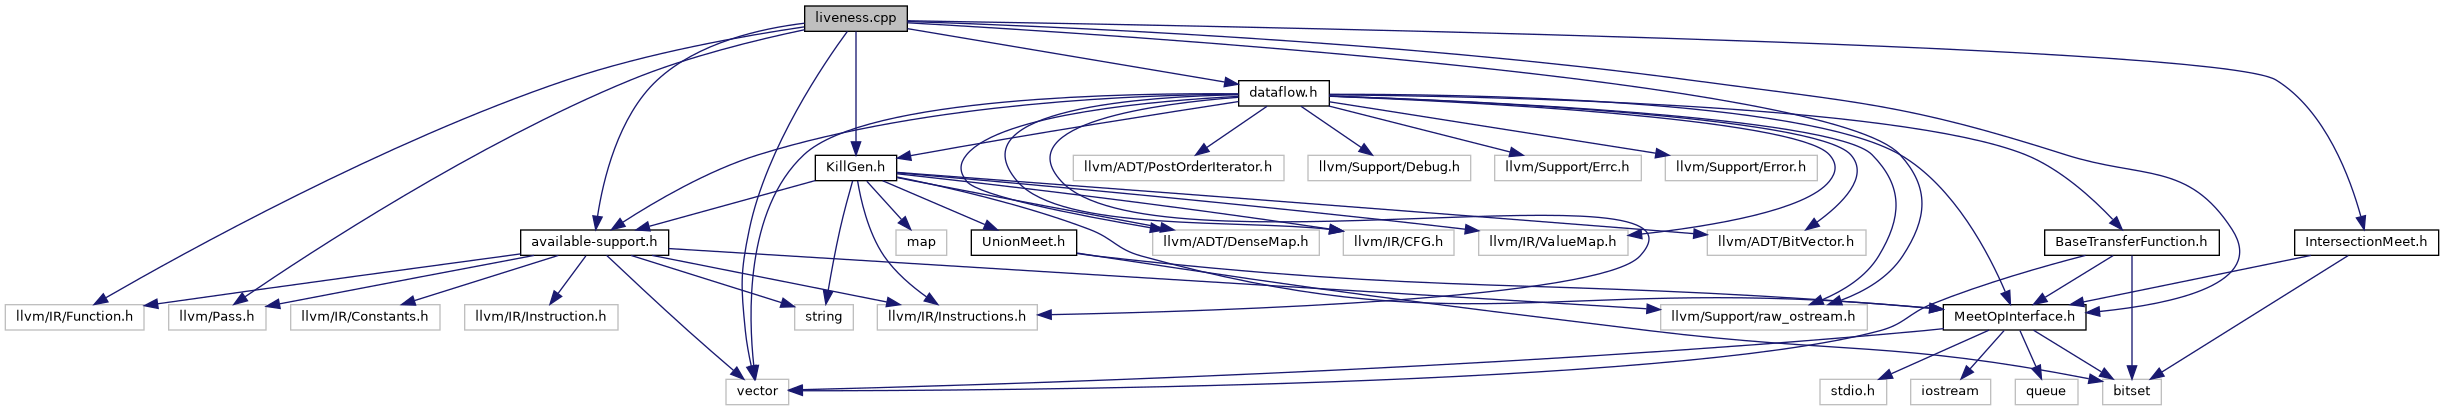 liveness.cpp
dataflow.h
KillGen.h
llvm/ADT/PostOrderIterator.h
llvm/Support/Debug.h
llvm/Support/Errc.h
llvm/Support/Error.h
available-support.h
map
UnionMeet.h
llvm/ADT/DenseMap.h
llvm/IR/CFG.h
llvm/IR/ValueMap.h
llvm/ADT/BitVector.h
BaseTransferFunction.h
IntersectionMeet.h
llvm/IR/Function.h
llvm/Pass.h
llvm/IR/Constants.h
llvm/IR/Instruction.h
string
llvm/IR/Instructions.h
llvm/Support/raw_ostream.h
MeetOpInterface.h
vector
stdio.h
iostream
queue
bitset